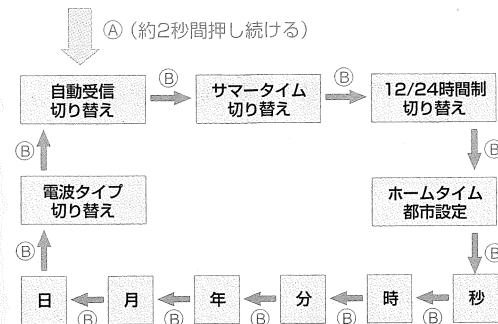 Ⓐ（約2秒間押し続ける）
自動受信
切り替え
Ⓑ
サマータイム
切り替え
Ⓑ
12/24時間制
切り替え
Ⓑ
ホームタイム
都市設定
Ⓑ
秒
Ⓑ
時
Ⓑ
分
Ⓑ
年
Ⓑ
月
Ⓑ
日
Ⓑ
電波タイプ
切り替え
Ⓑ